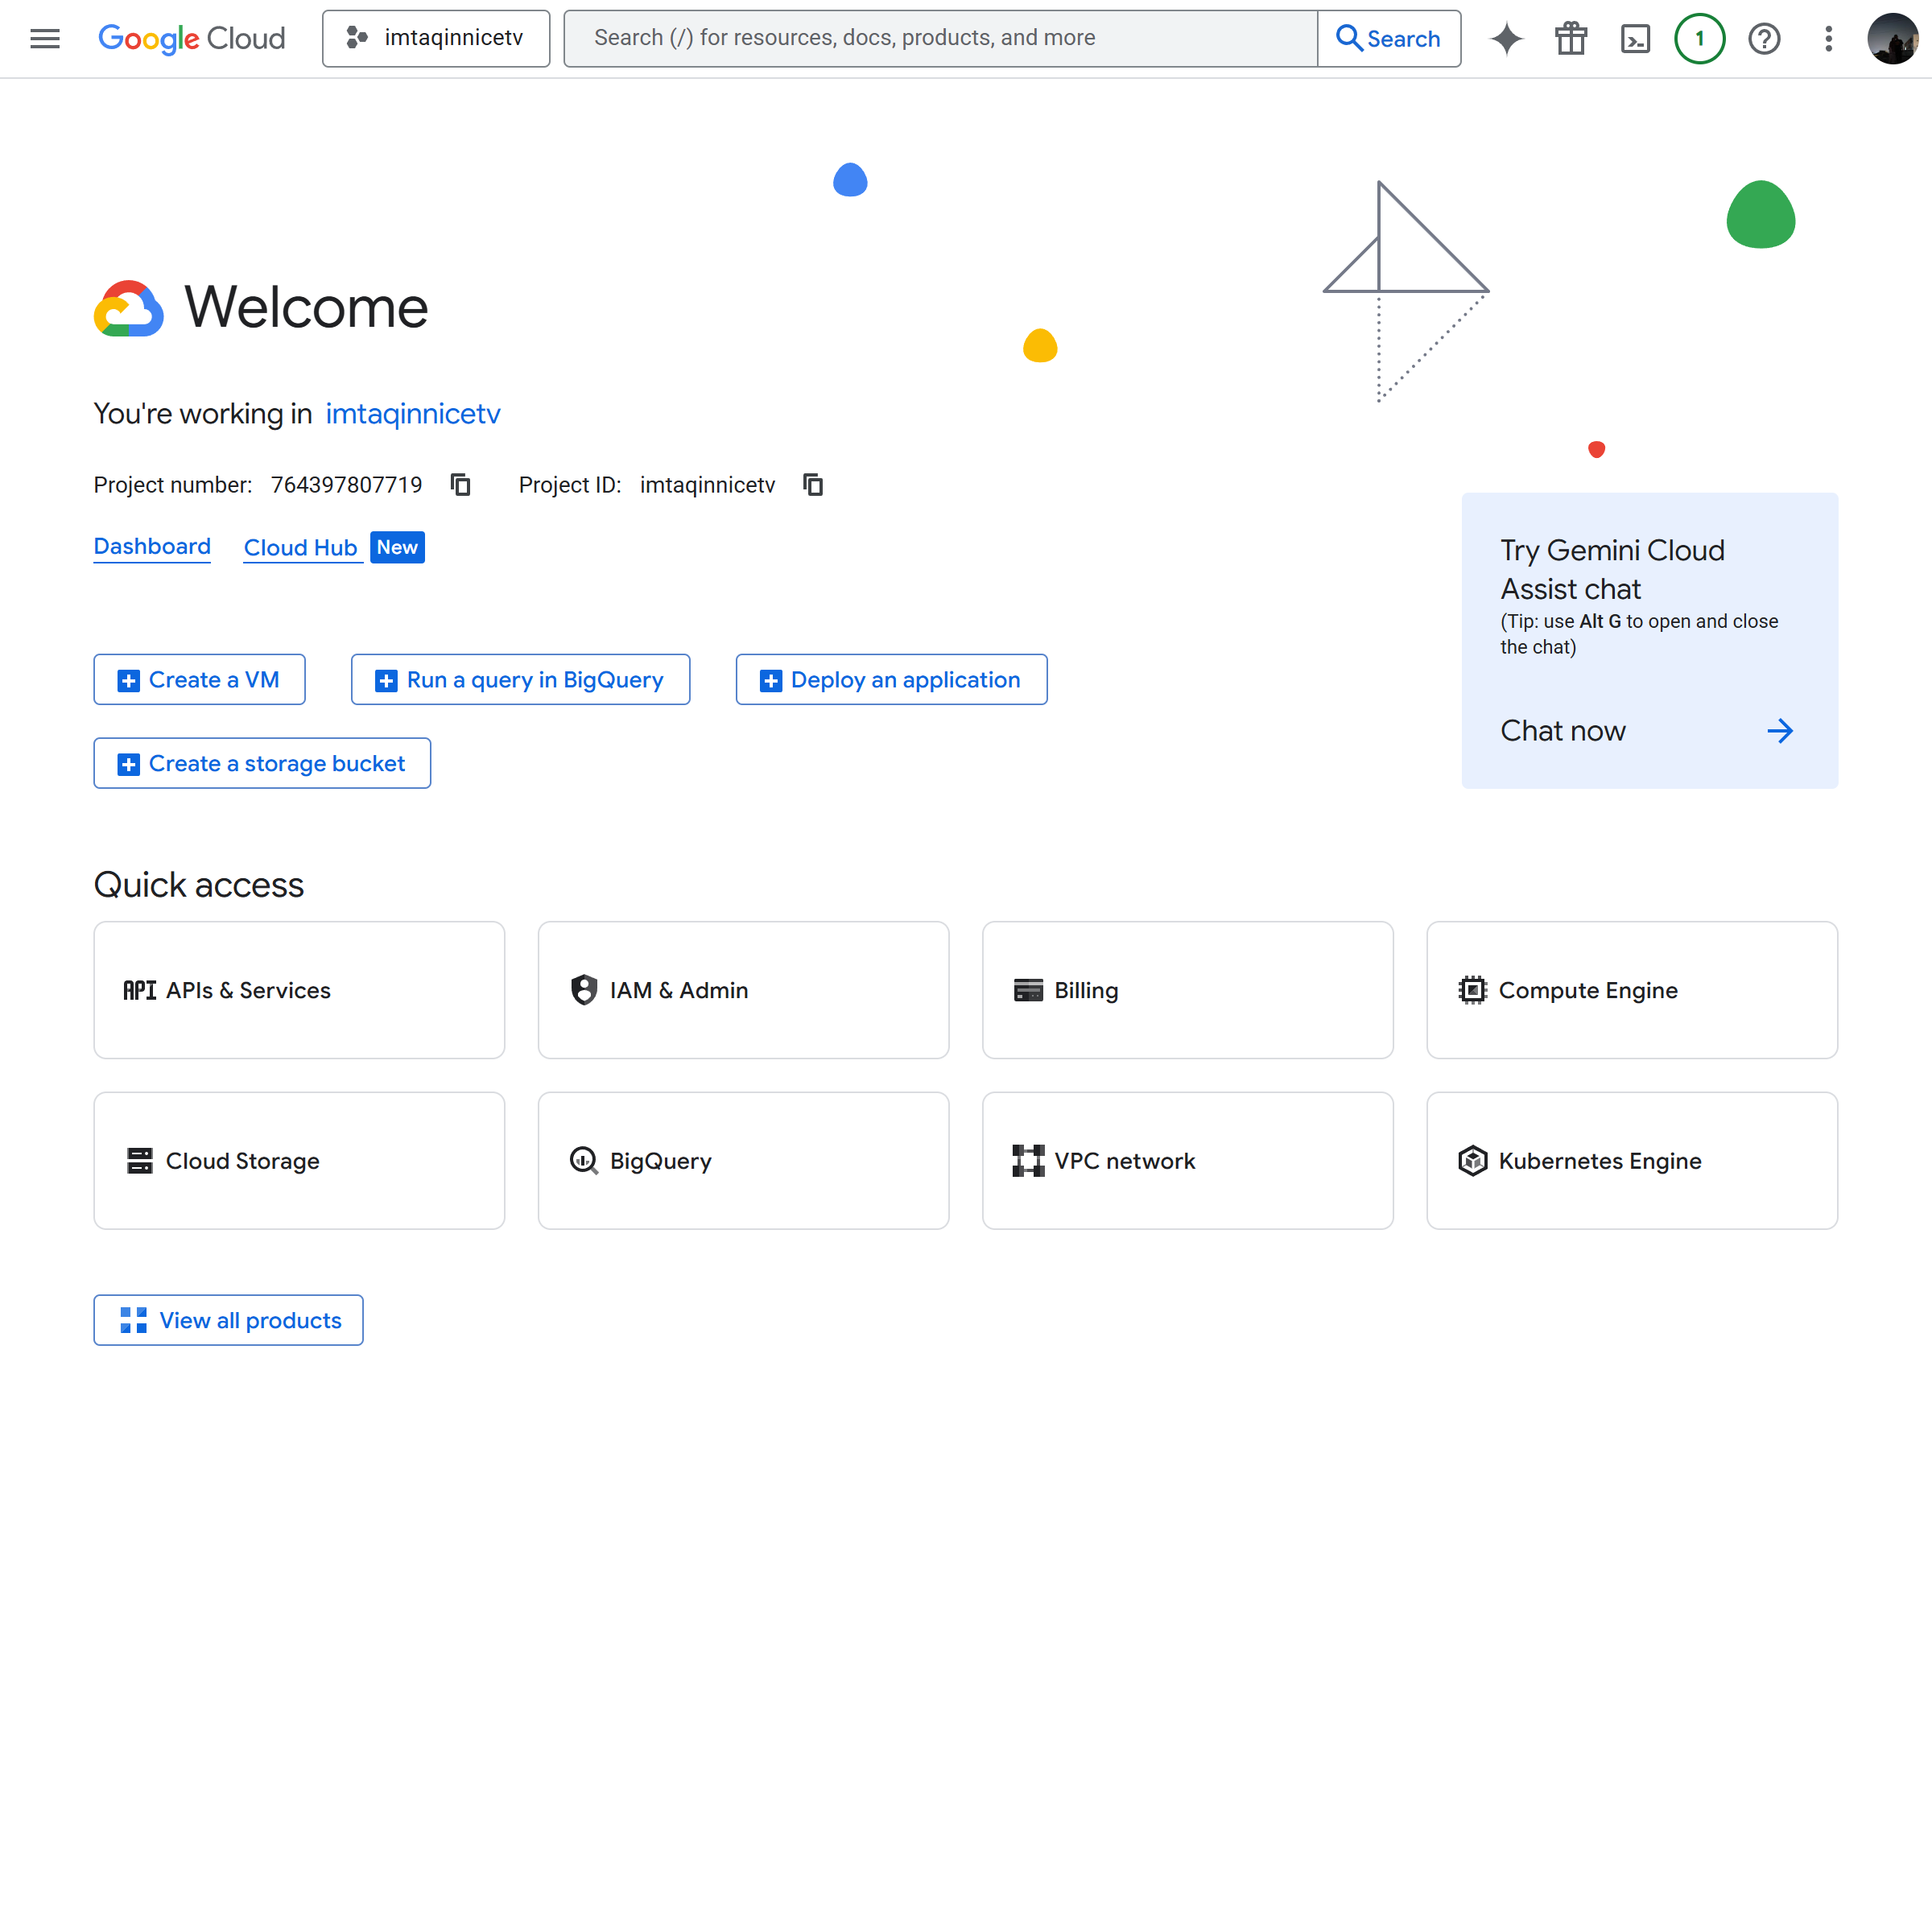 Google Cloud
imtaqinnicetv
Search (/) for resources, docs, products, and more
Search
1
Welcome
You're working in imtaqinnicetv
Project number: 764397807719 Project ID: imtaqinnicetv
Dashboard Cloud Hub New
Try Gemini Cloud
Assist chat
(Tip: use Alt G to open and close
the chat)
Chat now
Create a VM Run a query in BigQuery Deploy an application
Create a storage bucket
Quick access
API APIs & Services IAM & Admin Billing Compute Engine
Cloud Storage BigQuery VPC network Kubernetes Engine
View all products